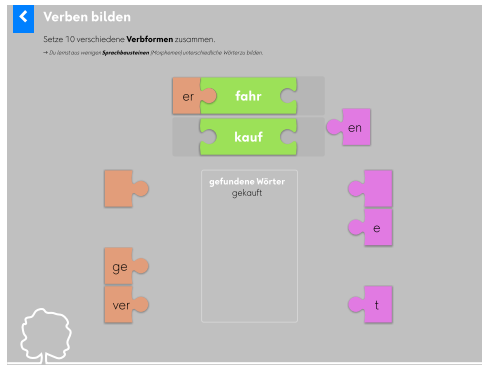 Verben bilden
Setze 10 verschiedene Verbformen zusammen.
→ Du lernst aus wenigen Sprachbausteinen (Morphemen) unterschiedliche Wörter zu bilden.
er fahr
kauf en
gefundene Wörter
gekauft
e
ge
ver t